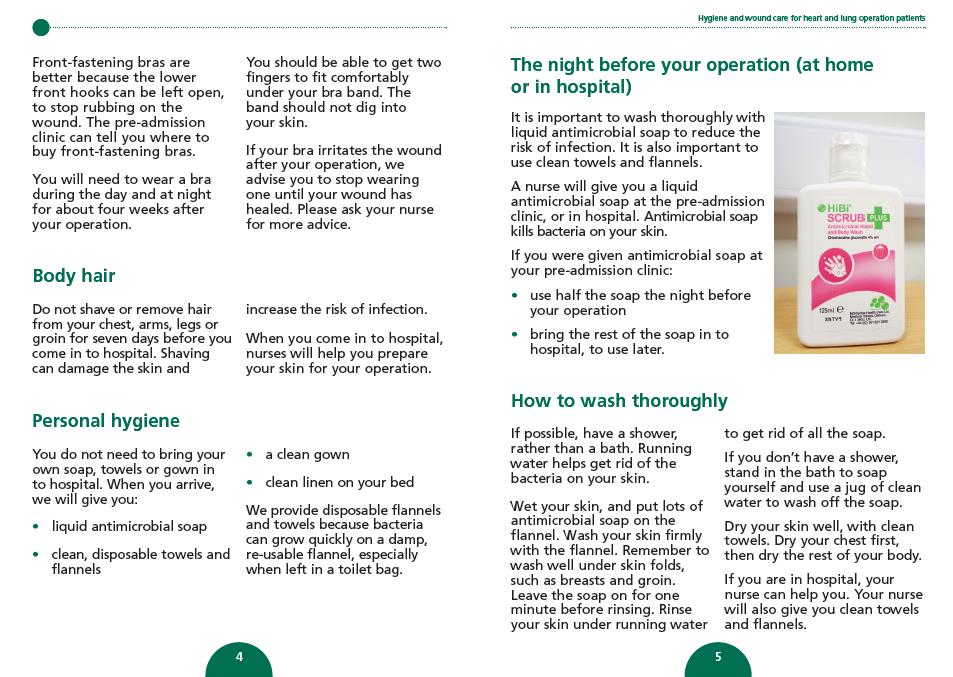 Hygiene and wound care for heart and lung operation patients
Front-fastening bras are
better because the lower
front hooks can be left open,
to stop rubbing on the
wound. The pre-admission
clinic can tell you where to
buy front-fastening bras.
You will need to wear a bra
during the day and at night
for about four weeks after
your operation.
You should be able to get two
fingers to fit comfortably
under your bra band. The
band should not dig into
your skin.
If your bra irritates the wound
after your operation, we
advise you to stop wearing
one until your wound has
healed. Please ask your nurse
for more advice.
Body hair
Do not shave or remove hair
from your chest, arms, legs or
groin for seven days before you
come in to hospital. Shaving
can damage the skin and
increase the risk of infection.
When you come in to hospital,
nurses will help you prepare
your skin for your operation.
Personal hygiene
You do not need to bring your
own soap, towels or gown in
to hospital. When you arrive,
we will give you:
• liquid antimicrobial soap
• clean, disposable towels and
flannels
• a clean gown
• clean linen on your bed
We provide disposable flannels
and towels because bacteria
can grow quickly on a damp,
re-usable flannel, especially
when left in a toilet bag.
4
The night before your operation (at home
or in hospital)
It is important to wash thoroughly with
liquid antimicrobial soap to reduce the
risk of infection. It is also important to
use clean towels and flannels.
A nurse will give you a liquid
antimicrobial soap at the pre-admission
clinic, or in hospital. Antimicrobial soap
kills bacteria on your skin.
If you were given antimicrobial soap at
your pre-admission clinic:
• use half the soap the night before
your operation
• bring the rest of the soap in to
hospital, to use later.
HiBi
SCRUB PLUS
Antimicrobial Hand
and Body Wash
Chlorhexidine gluconate 4% w/v
125ml e
How to wash thoroughly
If possible, have a shower,
rather than a bath. Running
water helps get rid of the
bacteria on your skin.
Wet your skin, and put lots of
antimicrobial soap on the
flannel. Wash your skin firmly
with the flannel. Remember to
wash well under skin folds,
such as breasts and groin.
Leave the soap on for one
minute before rinsing. Rinse
your skin under running water
to get rid of all the soap.
If you don't have a shower,
stand in the bath to soap
yourself and use a jug of clean
water to wash off the soap.
Dry your skin well, with clean
towels. Dry your chest first,
then dry the rest of your body.
If you are in hospital, your
nurse can help you. Your nurse
will also give you clean towels
and flannels.
5